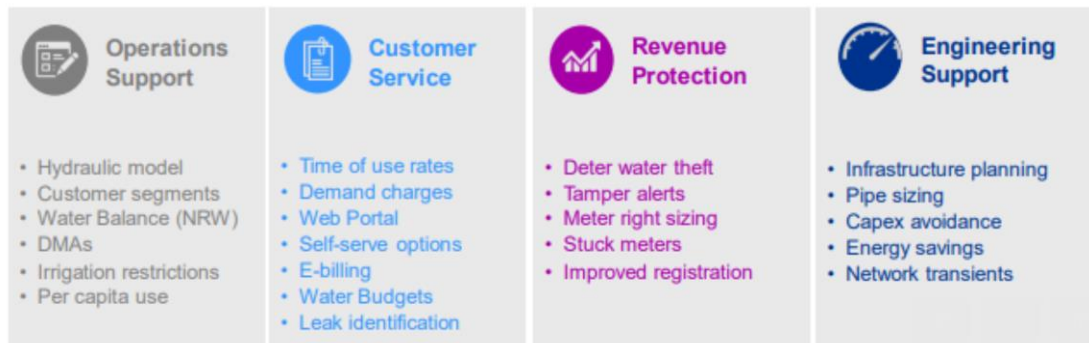 Operations
Support
• Hydraulic model
• Customer segments
• Water Balance (NRW)
• DMAs
• Irrigation restrictions
• Per capita use
Customer
Service
• Time of use rates
• Demand charges
• Web Portal
• Self-serve options
• E-billing
• Water Budgets
• Leak identification
Revenue
Protection
• Deter water theft
• Tamper alerts
• Meter right sizing
• Stuck meters
• Improved registration
Engineering
Support
• Infrastructure planning
• Pipe sizing
• Capex avoidance
• Energy savings
• Network transients